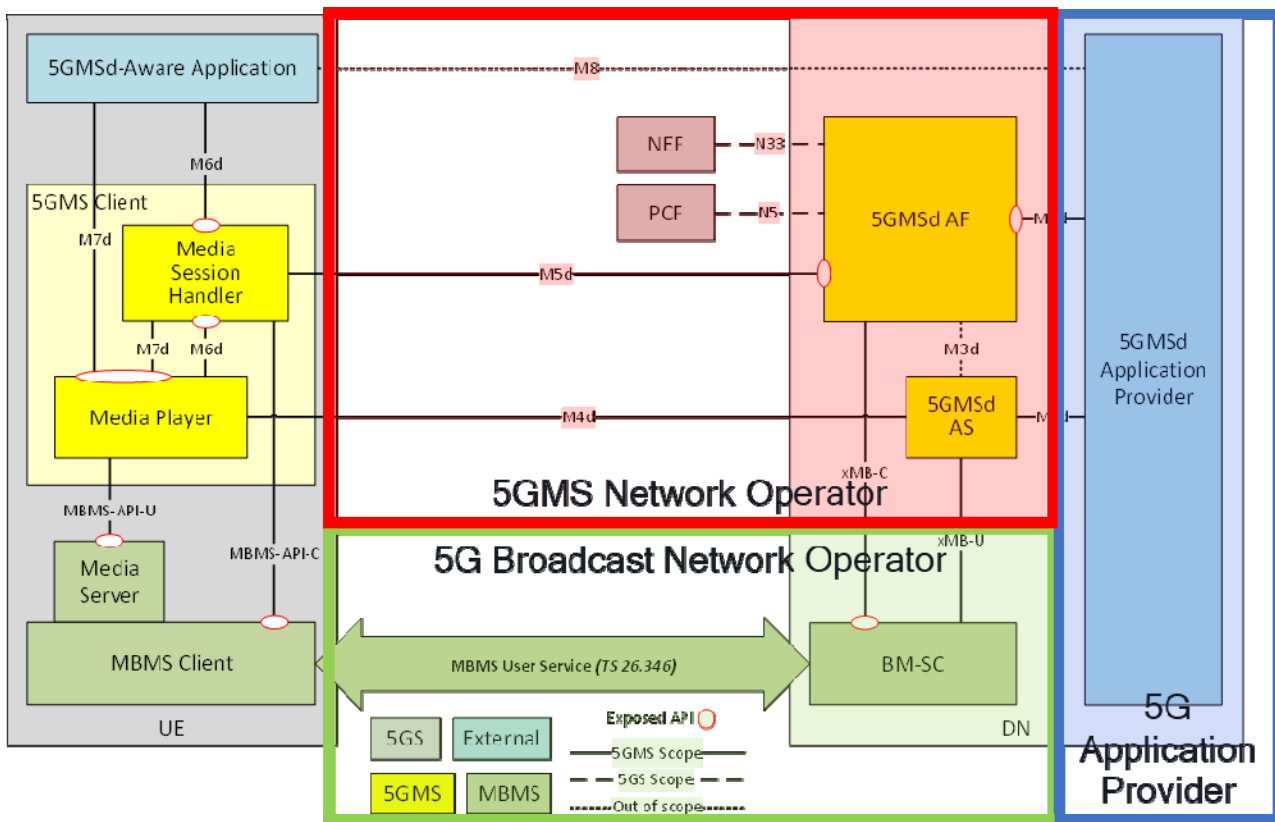 5GMSd-Aware Application
M8
NEF
N33
M6d
5GMS Client
PCF
N5
5GMSd AF
M7d
Media
Session
Handler
M5d
M7d
M6d
M3d
5GMSd
Application
Provider
Media Player
M4d
5GMSd
AS
xMB-C
5GMS Network Operator
MBMS-API-U
xMB-U
MBMS-API-C
5G Broadcast Network Operator
Media
Server
MBMS Client
MBMS User Service (TS 26.346)
BM-SC
UE
5GS
External
Exposed API
DN
5GMS Scope
5GS Scope
5GMS
MBMS
Out of scope
5G
Application
Provider